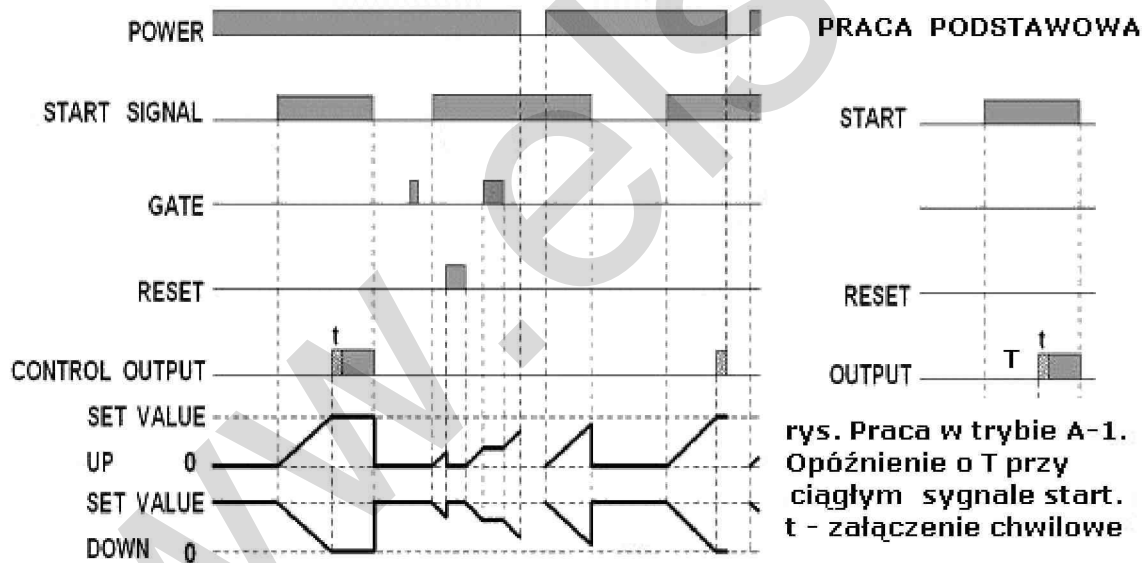 POWER
START SIGNAL
GATE
RESET
t
CONTROL OUTPUT
SET VALUE
UP 0
SET VALUE
DOWN 0
PRACA PODSTAWOWA
START
RESET
t
T
OUTPUT
rys. Praca w trybie A-1.
Opóźnienie o T przy
ciągłym sygnale start.
t - załączenie chwilowe